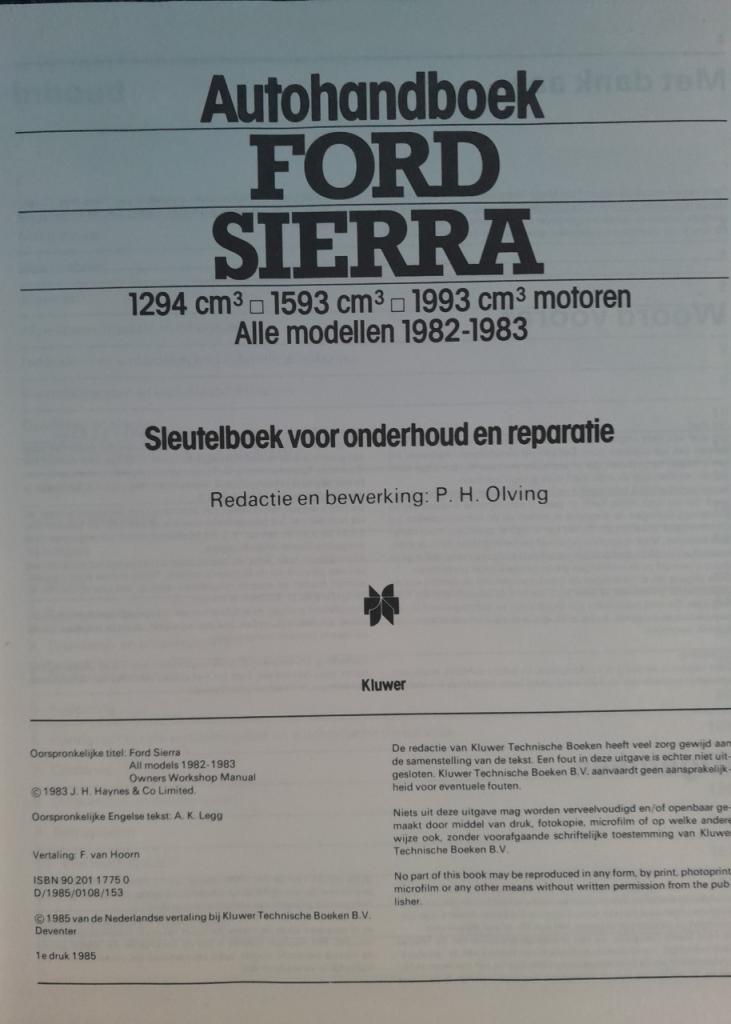 Autohandboek
FORD
SIERRA
1294 cm³ □ 1593 cm³ □ 1993 cm³ motoren
Alle modellen 1982-1983
Sleutelboek voor onderhoud en reparatie
Redactie en bewerking: P. H. Olving
Kluwer
Oorspronkelijke titel: Ford Sierra
All models 1982-1983
Owners Workshop Manual
© 1983 J. H. Haynes & Co Limited.
Oorspronkelijke Engelse tekst: A. K. Legg
Vertaling: F. van Hoorn
ISBN 90 201 1775 0
D/1985/0108/153
© 1985 van de Nederlandse vertaling bij Kluwer Technische Boeken B.V.
Deventer
1e druk 1985
De redactie van Kluwer Technische Boeken heeft veel zorg gewijd aan
de samenstelling van de tekst. Een fout in deze uitgave is echter niet uit-
gesloten. Kluwer Technische Boeken B.V. aanvaardt geen aansprakelijk-
heid voor eventuele fouten.
Niets uit deze uitgave mag worden verveelvoudigd en/of openbaar ge-
maakt door middel van druk, fotokopie, microfilm of op welke andere
wijze ook, zonder voorafgaande schriftelijke toestemming van Kluwe
Technische Boeken B.V.
No part of this book may be reproduced in any form, by print, photoprint
microfilm or any other means without written permission from the pub-
lisher.